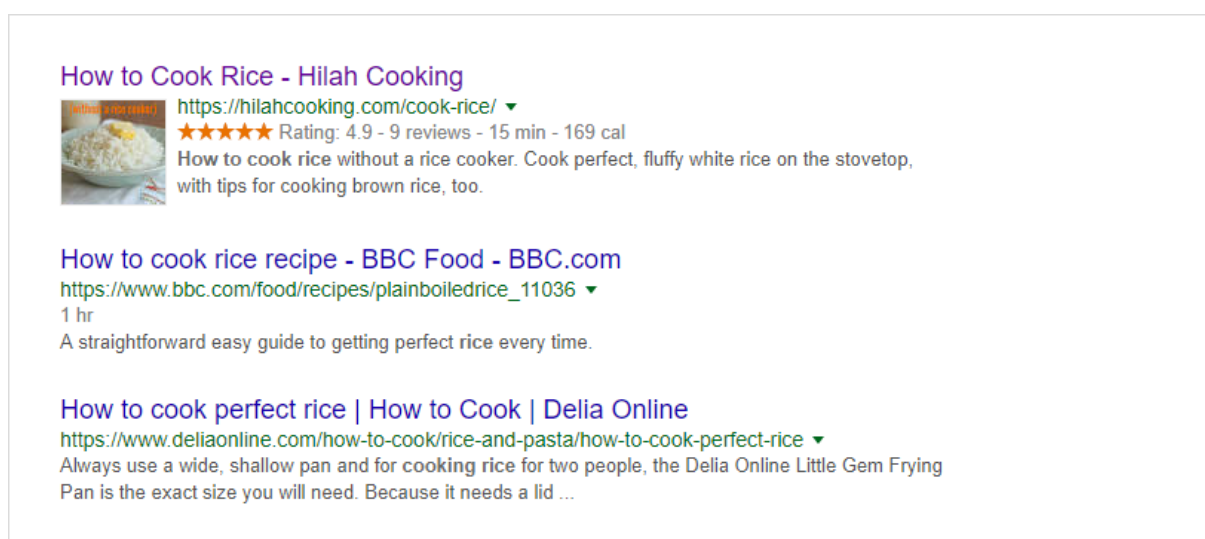 How to Cook Rice - Hilah Cooking
(without a rice cooker)
https://hilahcooking.com/cook-rice/
Rating: 4.9 - 9 reviews - 15 min - 169 cal
How to cook rice without a rice cooker. Cook perfect, fluffy white rice on the stovetop,
with tips for cooking brown rice, too.
How to cook rice recipe - BBC Food - BBC.com
https://www.bbc.com/food/recipes/plainboiledrice_11036
1 hr
A straightforward easy guide to getting perfect rice every time.
How to cook perfect rice | How to Cook | Delia Online
https://www.deliaonline.com/how-to-cook/rice-and-pasta/how-to-cook-perfect-rice
Always use a wide, shallow pan and for cooking rice for two people, the Delia Online Little Gem Frying
Pan is the exact size you will need. Because it needs a lid ...